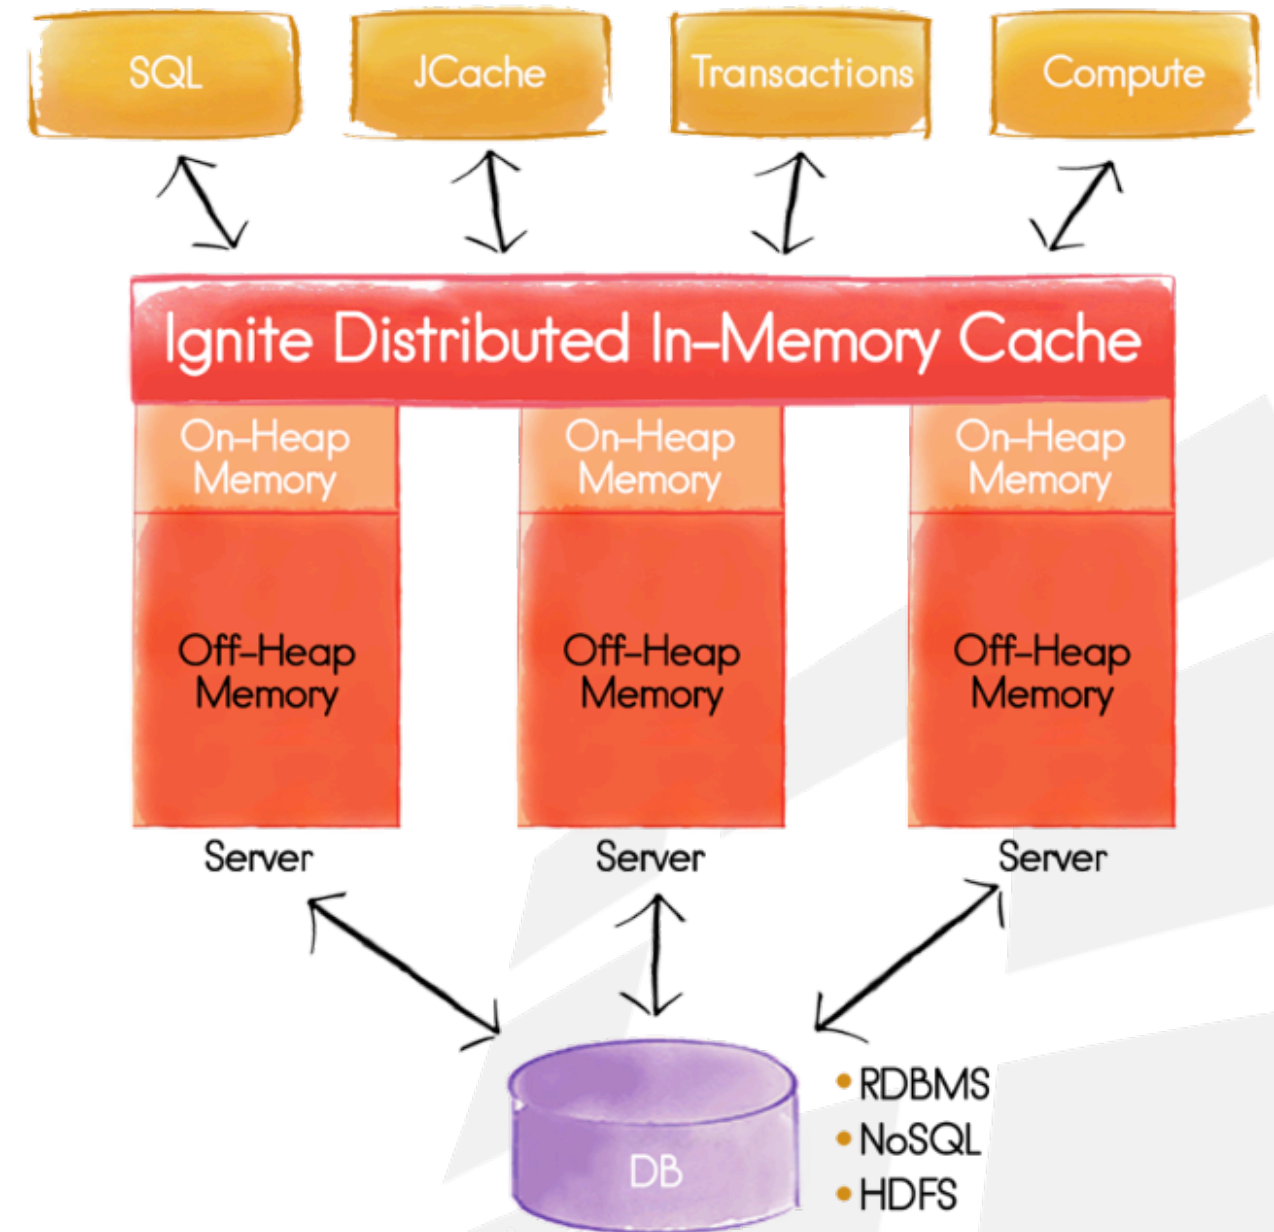 SQL
JCache
Transactions
Compute
Ignite Distributed In-Memory Cache
On-Heap
Memory
On-Heap
Memory
On-Heap
Memory
Off-Heap
Memory
Off-Heap
Memory
Off-Heap
Memory
Server
Server
Server
DB
• RDBMS
• NoSQL
• HDFS